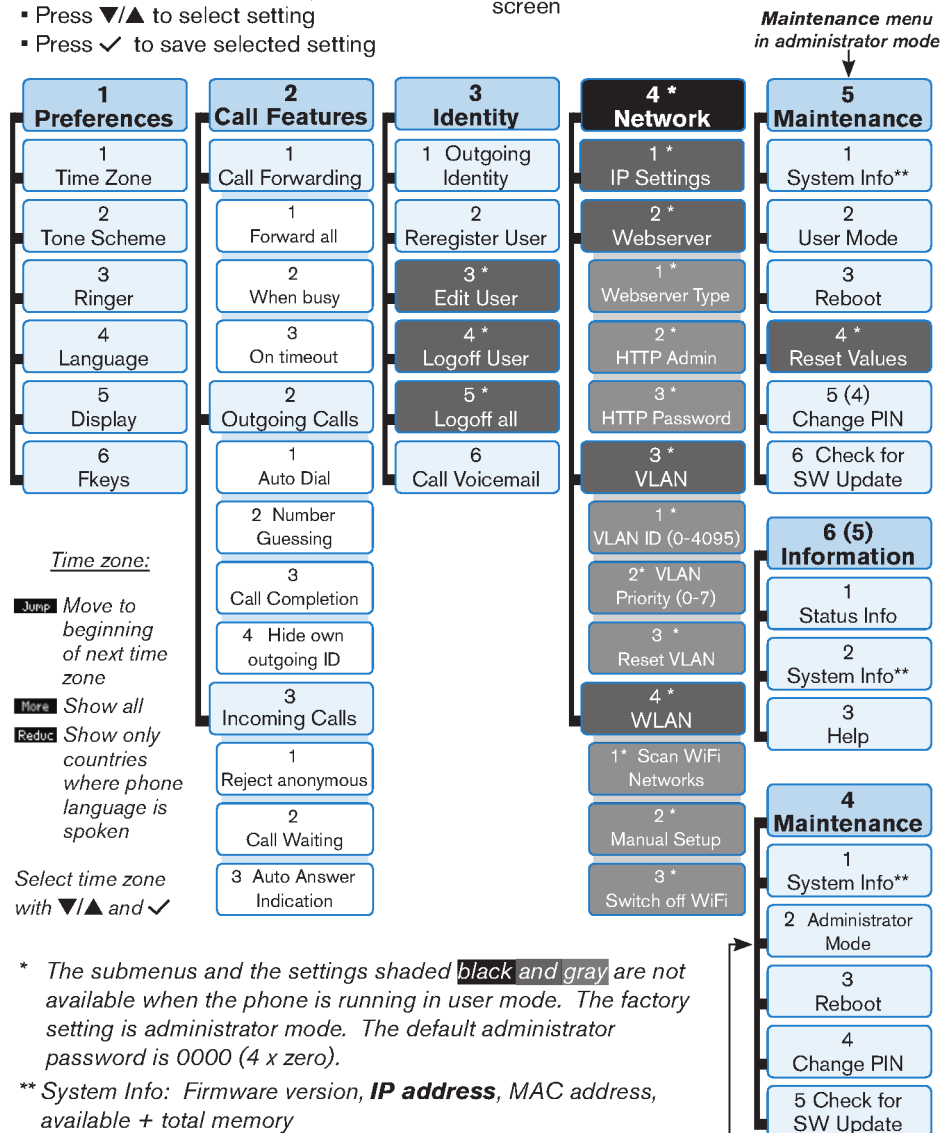 ▪ Press ▼/▲ to select setting
▪ Press ✓ to save selected setting
screen
Maintenance menu
in administrator mode
1
Preferences
1
Time Zone
2
Tone Scheme
3
Ringer
4
Language
5
Display
6
Fkeys
Time zone:
Jump Move to
beginning
of next time
zone
More Show all
Reduc Show only
countries
where phone
language is
spoken
Select time zone
with ▼/▲ and ✓
2
Call Features
1
Call Forwarding
1
Forward all
2
When busy
3
On timeout
2
Outgoing Calls
1
Auto Dial
2 Number
Guessing
3
Call Completion
4 Hide own
outgoing ID
3
Incoming Calls
1
Reject anonymous
2
Call Waiting
3 Auto Answer
Indication
3
Identity
1 Outgoing
Identity
2
Reregister User
3 *
Edit User
4 *
Logoff User
5 *
Logoff all
6
Call Voicemail
4 *
Network
1 *
IP Settings
2 *
Webserver
1 *
Webserver Type
2 *
HTTP Admin
3 *
HTTP Password
3 *
VLAN
1 *
VLAN ID (0-4095)
2* VLAN
Priority (0-7)
3 *
Reset VLAN
4 *
WLAN
1* Scan WiFi
Networks
2 *
Manual Setup
3 *
Switch off WiFi
5
Maintenance
1
System Info**
2
User Mode
3
Reboot
4 *
Reset Values
5 (4)
Change PIN
6 Check for
SW Update
6 (5)
Information
1
Status Info
2
System Info**
3
Help
4
Maintenance
1
System Info**
2 Administrator
Mode
3
Reboot
4
Change PIN
5 Check for
SW Update
* The submenus and the settings shaded black and gray are not
available when the phone is running in user mode. The factory
setting is administrator mode. The default administrator
password is 0000 (4 x zero).
** System Info: Firmware version, IP address, MAC address,
available + total memory